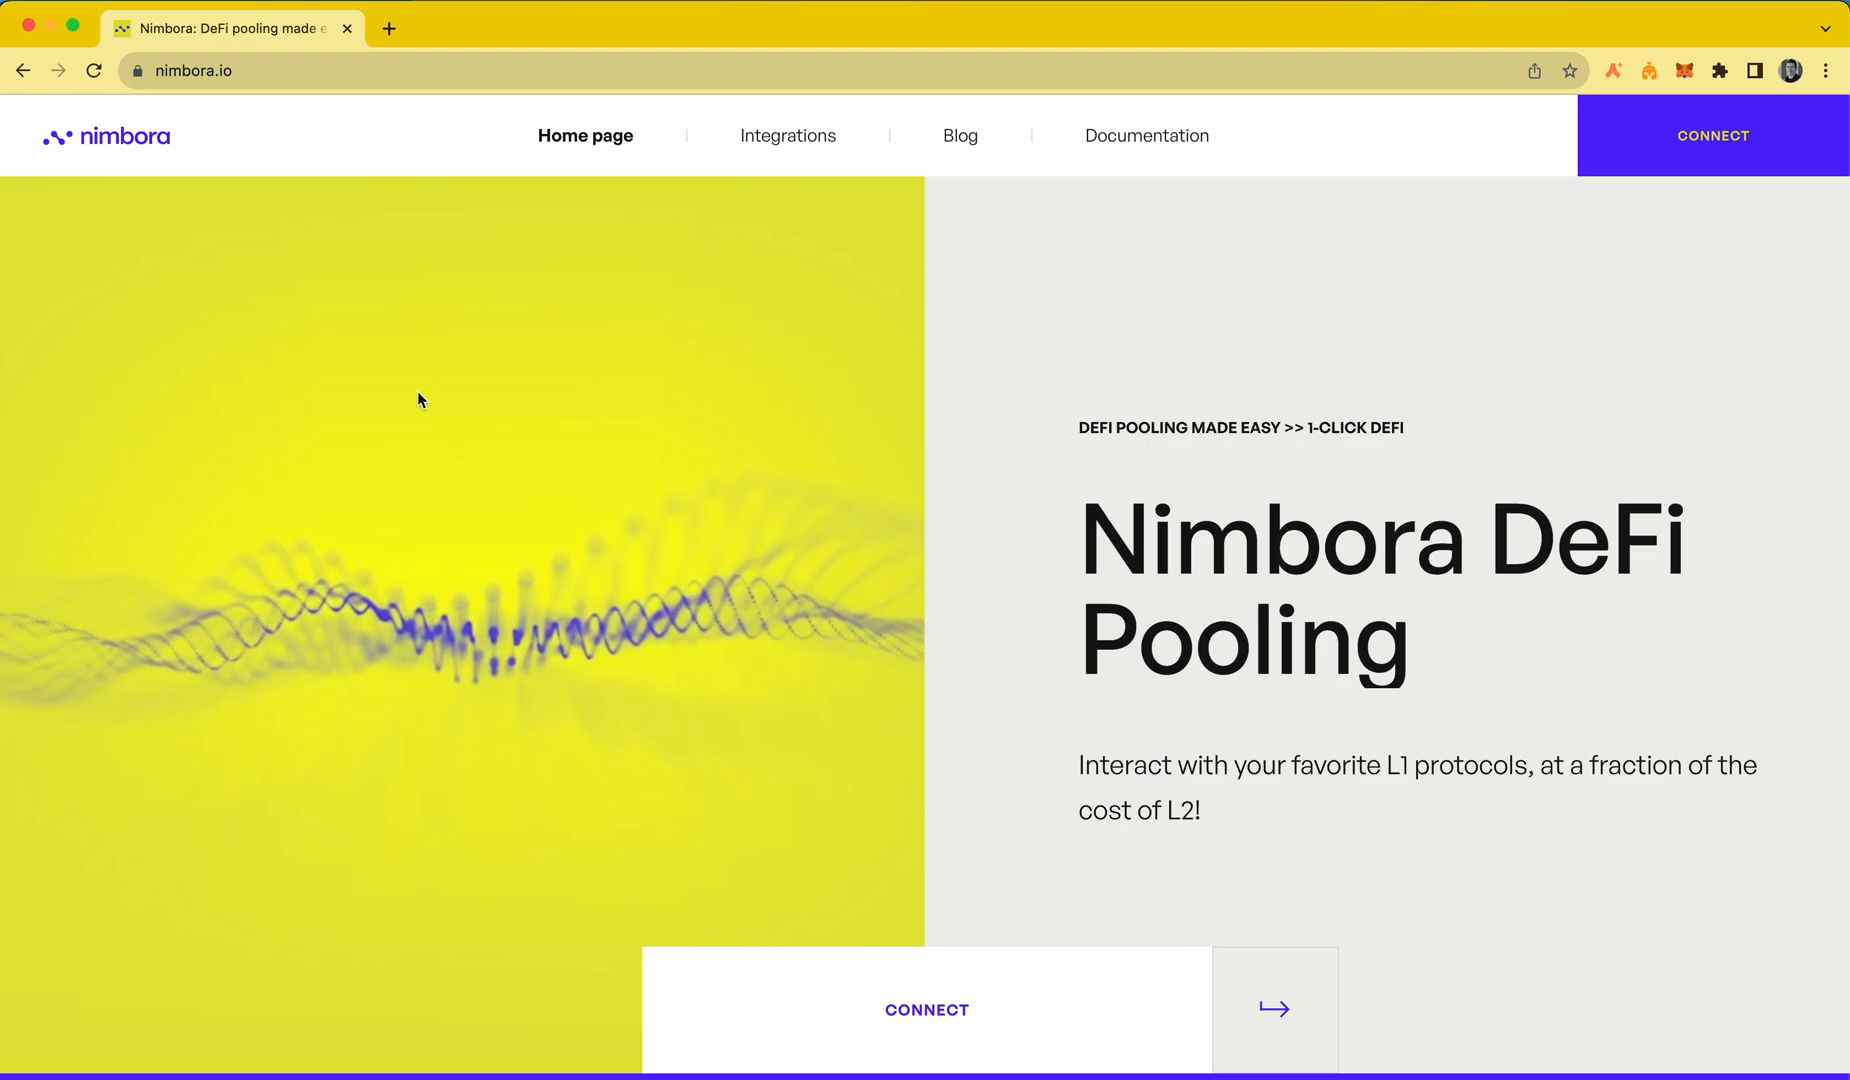 Nimbora: DeFi pooling made e
nimbora.io
nimbora
Home page
Integrations
Blog
Documentation
CONNECT
DEFI POOLING MADE EASY >> 1-CLICK DEFI
Nimbora DeFi
Pooling
Interact with your favorite L1 protocols, at a fraction of the
cost of L2!
CONNECT